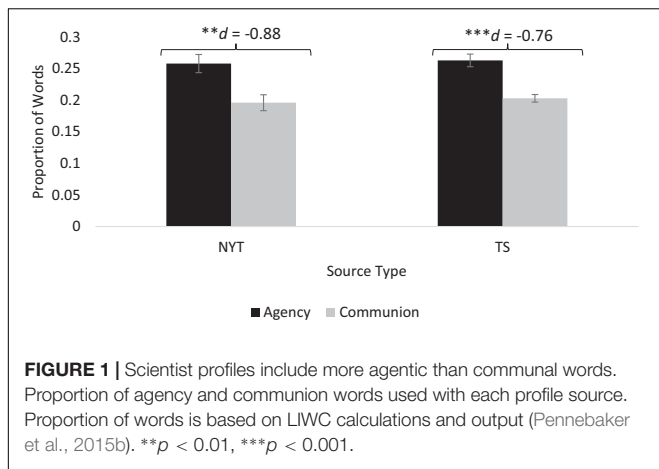 0.3
0.25
0.2
0.15
0.1
0.05
0
Proportion of Words
**d = -0.88
***d = -0.76
NYT
TS
Source Type
Agency
Communion
FIGURE 1 | Scientist profiles include more agentic than communal words.
Proportion of agency and communion words used with each profile source.
Proportion of words is based on LIWC calculations and output (Pennebaker
et al., 2015b). **p < 0.01, ***p < 0.001.